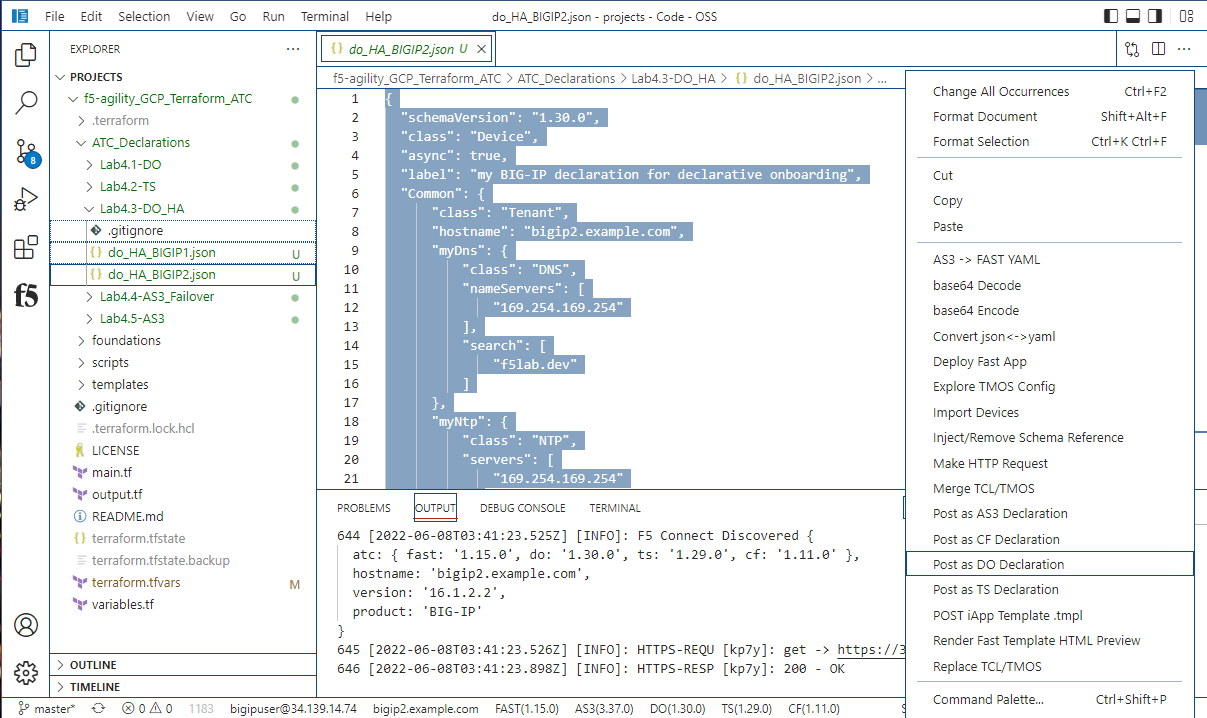 File Edit Selection View Go Run Terminal Help
do_HA_BIGIP2.json - projects - Code - OSS
EXPLORER
PROJECTS
f5-agility_GCP_Terraform_ATC
.terraform
ATC_Declarations
Lab4.1-DO
Lab4.2-TS
Lab4.3-DO_HA
.gitignore
do_HA_BIGIP1.json U
do_HA_BIGIP2.json U
Lab4.4-AS3_Failover
Lab4.5-AS3
foundations
scripts
templates
.gitignore
.terraform.lock.hcl
LICENSE
main.tf
output.tf
README.md
terraform.tfstate
terraform.tfstate.backup
terraform.tfvars M
variables.tf
OUTLINE
TIMELINE
8
f5
{} do_HA_BIGIP2.json U
f5-agility_GCP_Terraform_ATC > ATC_Declarations > Lab4.3-DO_HA > {} do_HA_BIGIP2.json > ...
1 {
2 "schemaVersion": "1.30.0",
3 "class": "Device",
4 "async": true,
5 "label": "my BIG-IP declaration for declarative onboarding",
6 "Common": {
7 "class": "Tenant",
8 "hostname": "bigip2.example.com",
9 "myDns": {
10 "class": "DNS",
11 "nameServers": [
12 "169.254.169.254"
13 ],
14 "search": [
15 "f5lab.dev"
16 ]
17 },
18 "myNtp": {
19 "class": "NTP",
20 "servers": [
21 "169.254.169.254"
PROBLEMS OUTPUT DEBUG CONSOLE TERMINAL
644 [2022-06-08T03:41:23.525Z] [INFO]: F5 Connect Discovered {
atc: { fast: '1.15.0', do: '1.30.0', ts: '1.29.0', cf: '1.11.0' },
hostname: 'bigip2.example.com',
version: '16.1.2.2',
product: 'BIG-IP'
}
645 [2022-06-08T03:41:23.526Z] [INFO]: HTTPS-REQU [kp7y]: get -> https://3
646 [2022-06-08T03:41:23.898Z] [INFO]: HTTPS-RESP [kp7y]: 200 - OK
Change All Occurrences Ctrl+F2
Format Document Shift+Alt+F
Format Selection Ctrl+K Ctrl+F
Cut
Copy
Paste
AS3 -> FAST YAML
base64 Decode
base64 Encode
Convert json<->yaml
Deploy Fast App
Explore TMOS Config
Import Devices
Inject/Remove Schema Reference
Make HTTP Request
Merge TCL/TMOS
Post as AS3 Declaration
Post as CF Declaration
Post as DO Declaration
Post as TS Declaration
POST iApp Template .tmpl
Render Fast Template HTML Preview
Replace TCL/TMOS
Command Palette... Ctrl+Shift+P
master* 0 0 1183 bigipuser@34.139.14.74 bigip2.example.com FAST(1.15.0) AS3(3.37.0) DO(1.30.0) TS(1.29.0) CF(1.11.0)